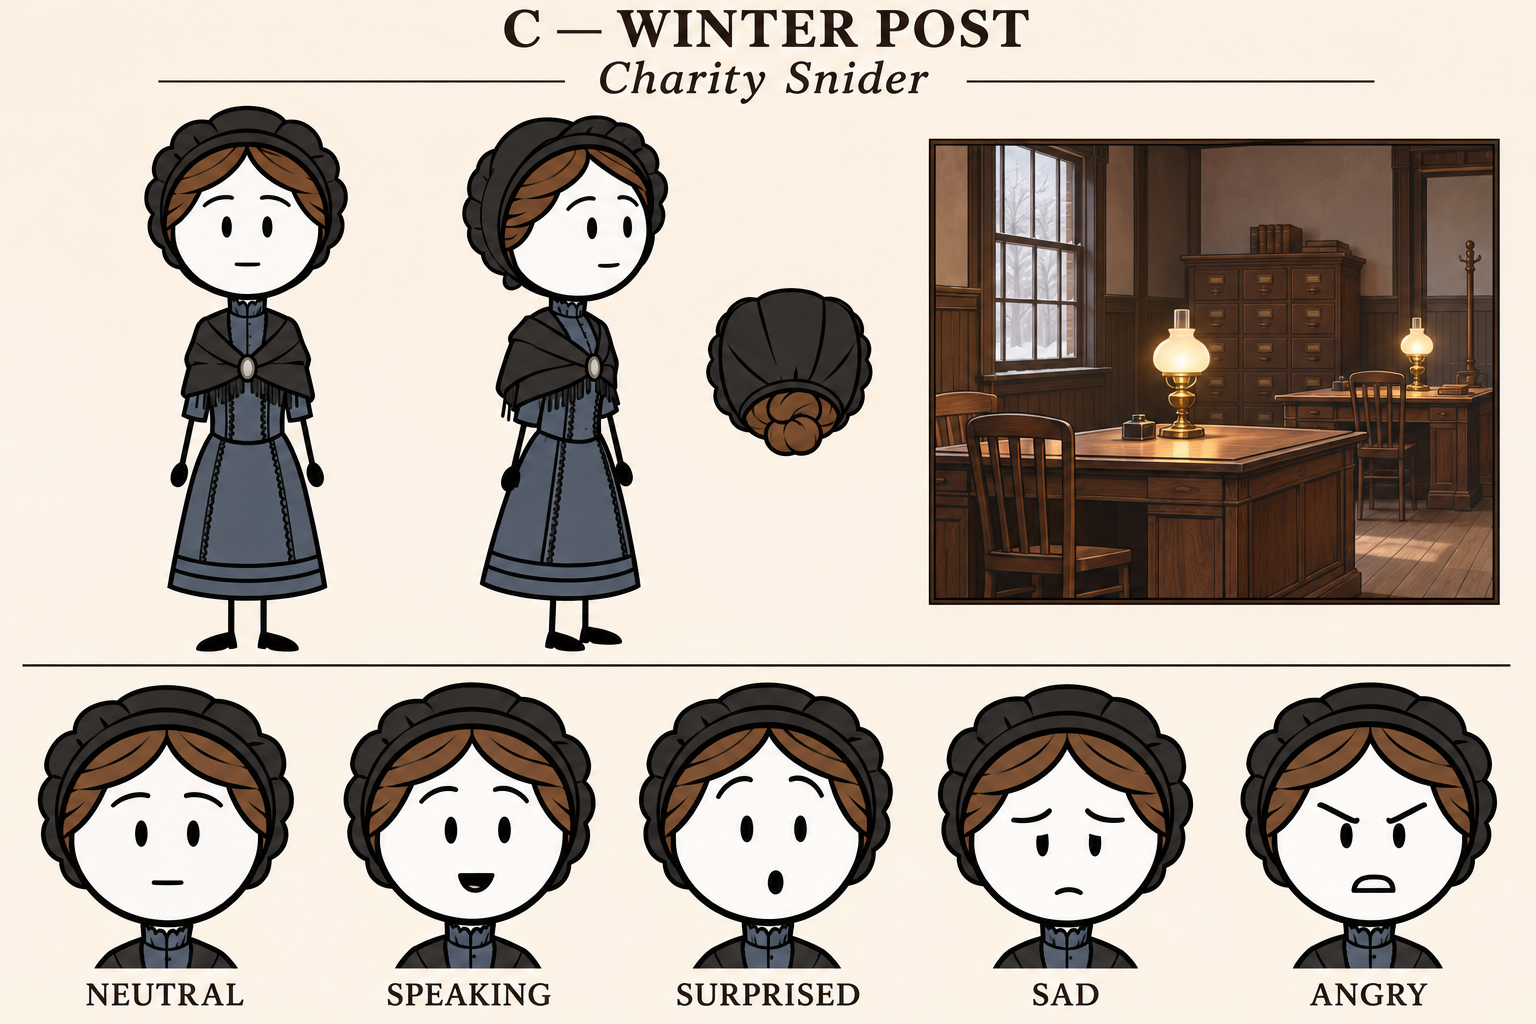 C — WINTER POST
Charity Snider
NEUTRAL
SPEAKING
SURPRISED
SAD
ANGRY